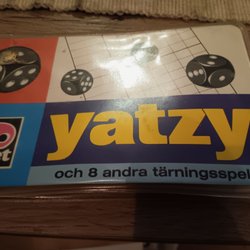 yatzy
och 8 andra tärningsspel